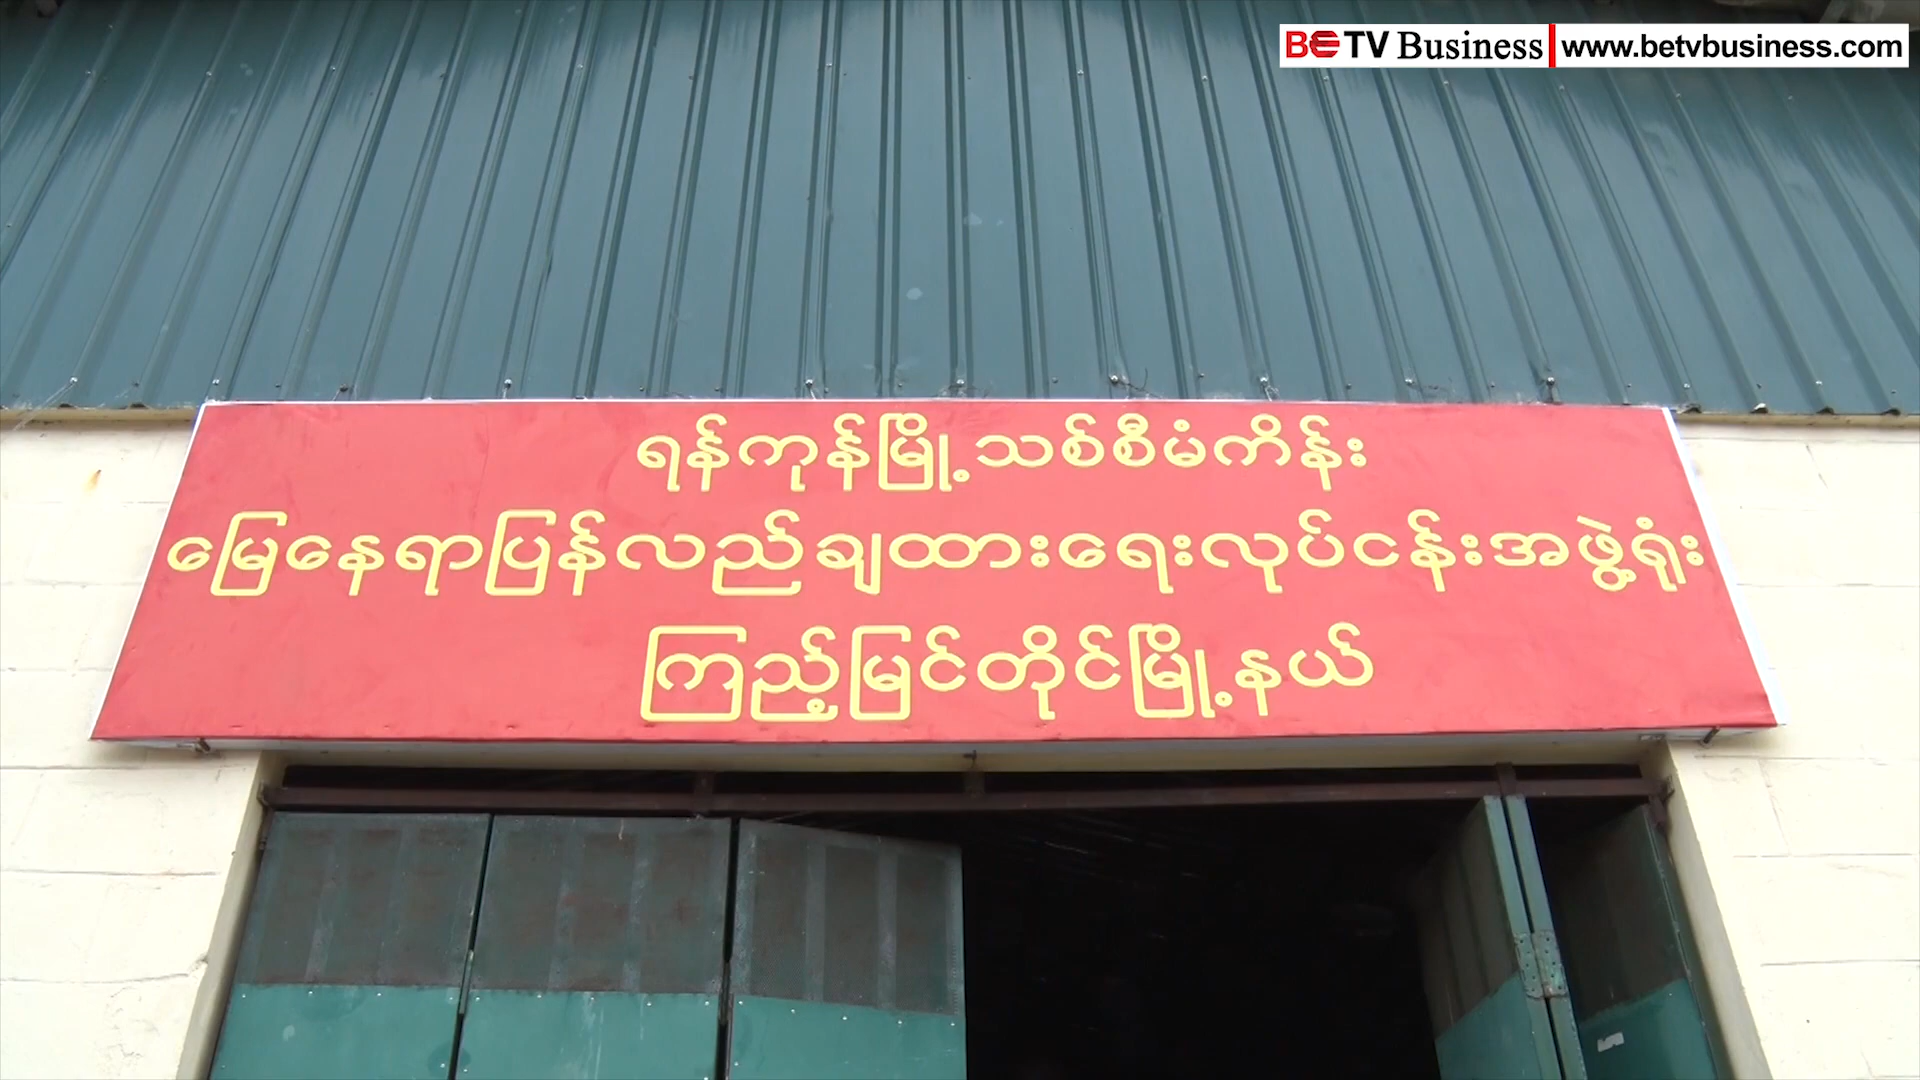 BETV Business www.betvbusiness.com
ရန်ကုန်မြို့သစ်စီမံကိန်း
မြေနေရာပြန်လည်ချထားရေးလုပ်ငန်းအဖွဲ့ရုံး
ကြည့်မြင်တိုင်မြို့နယ်